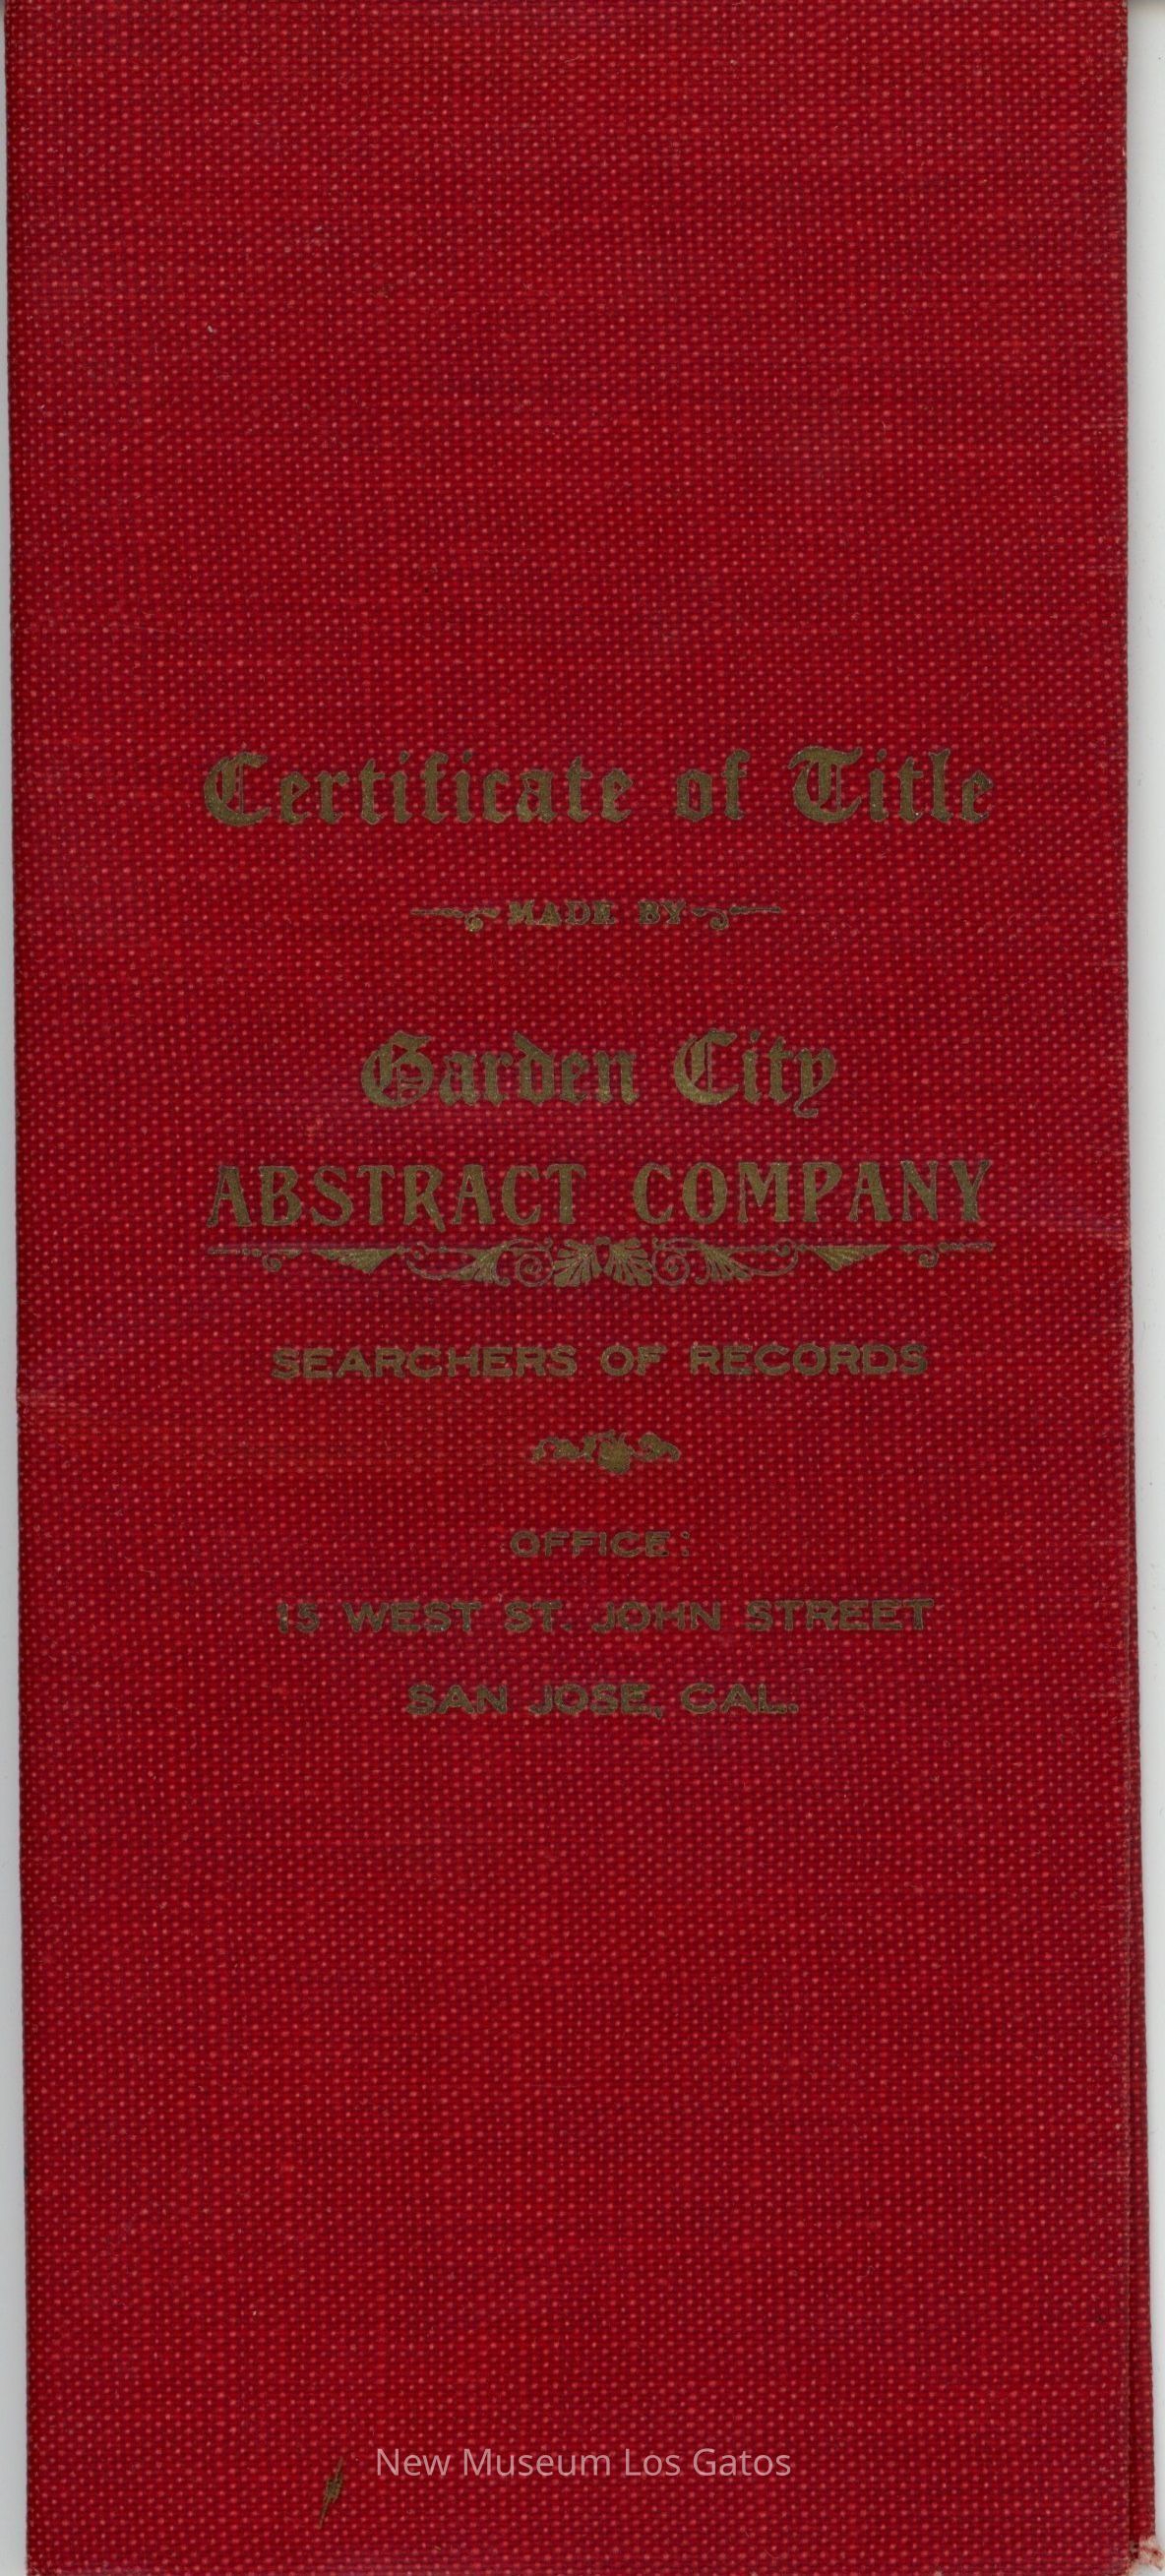 Certificate of Title
MADE BY
Garden City
ABSTRACT COMPANY
SEARCHERS OF RECORDS
OFFICE:
15 WEST ST. JOHN STREET
SAN JOSE, CAL.
New Museum Los Gatos